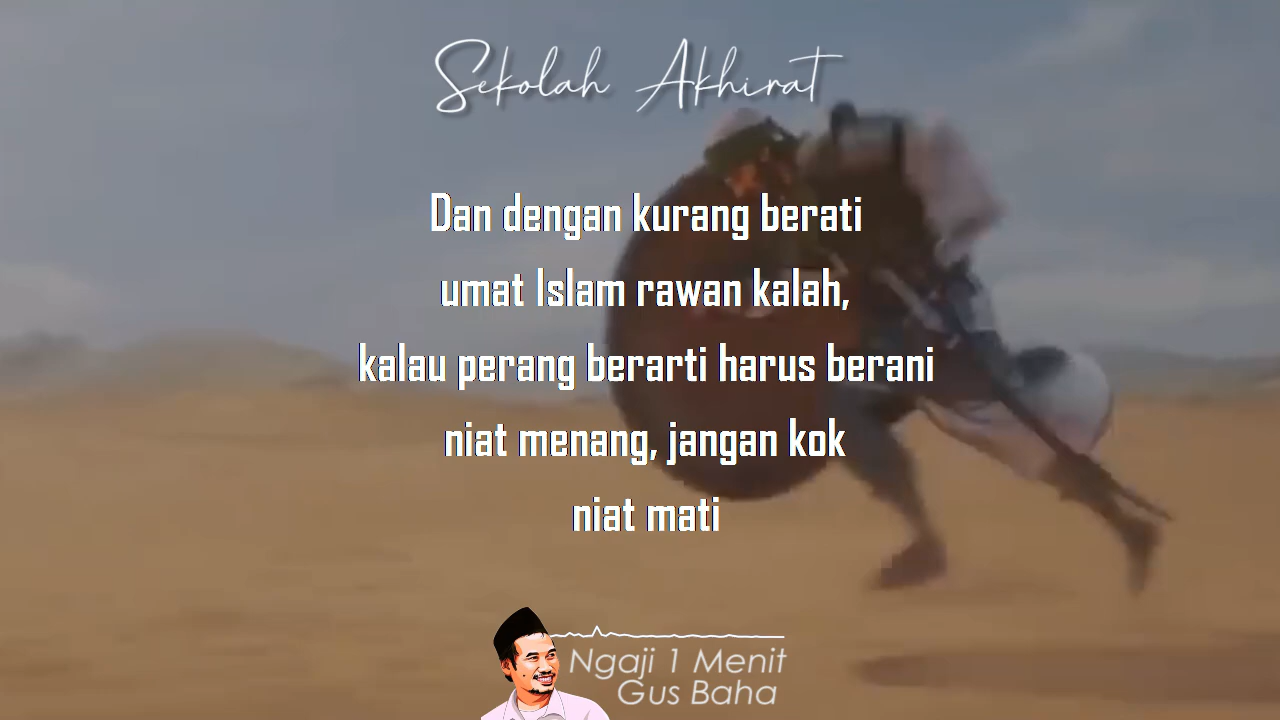 Sekolah Akhirat
Dan dengan kurang berati
umat Islam rawan kalah,
kalau perang berarti harus berani
niat menang, jangan kok
niat mati
Ngaji 1 Menit
Gus Baha